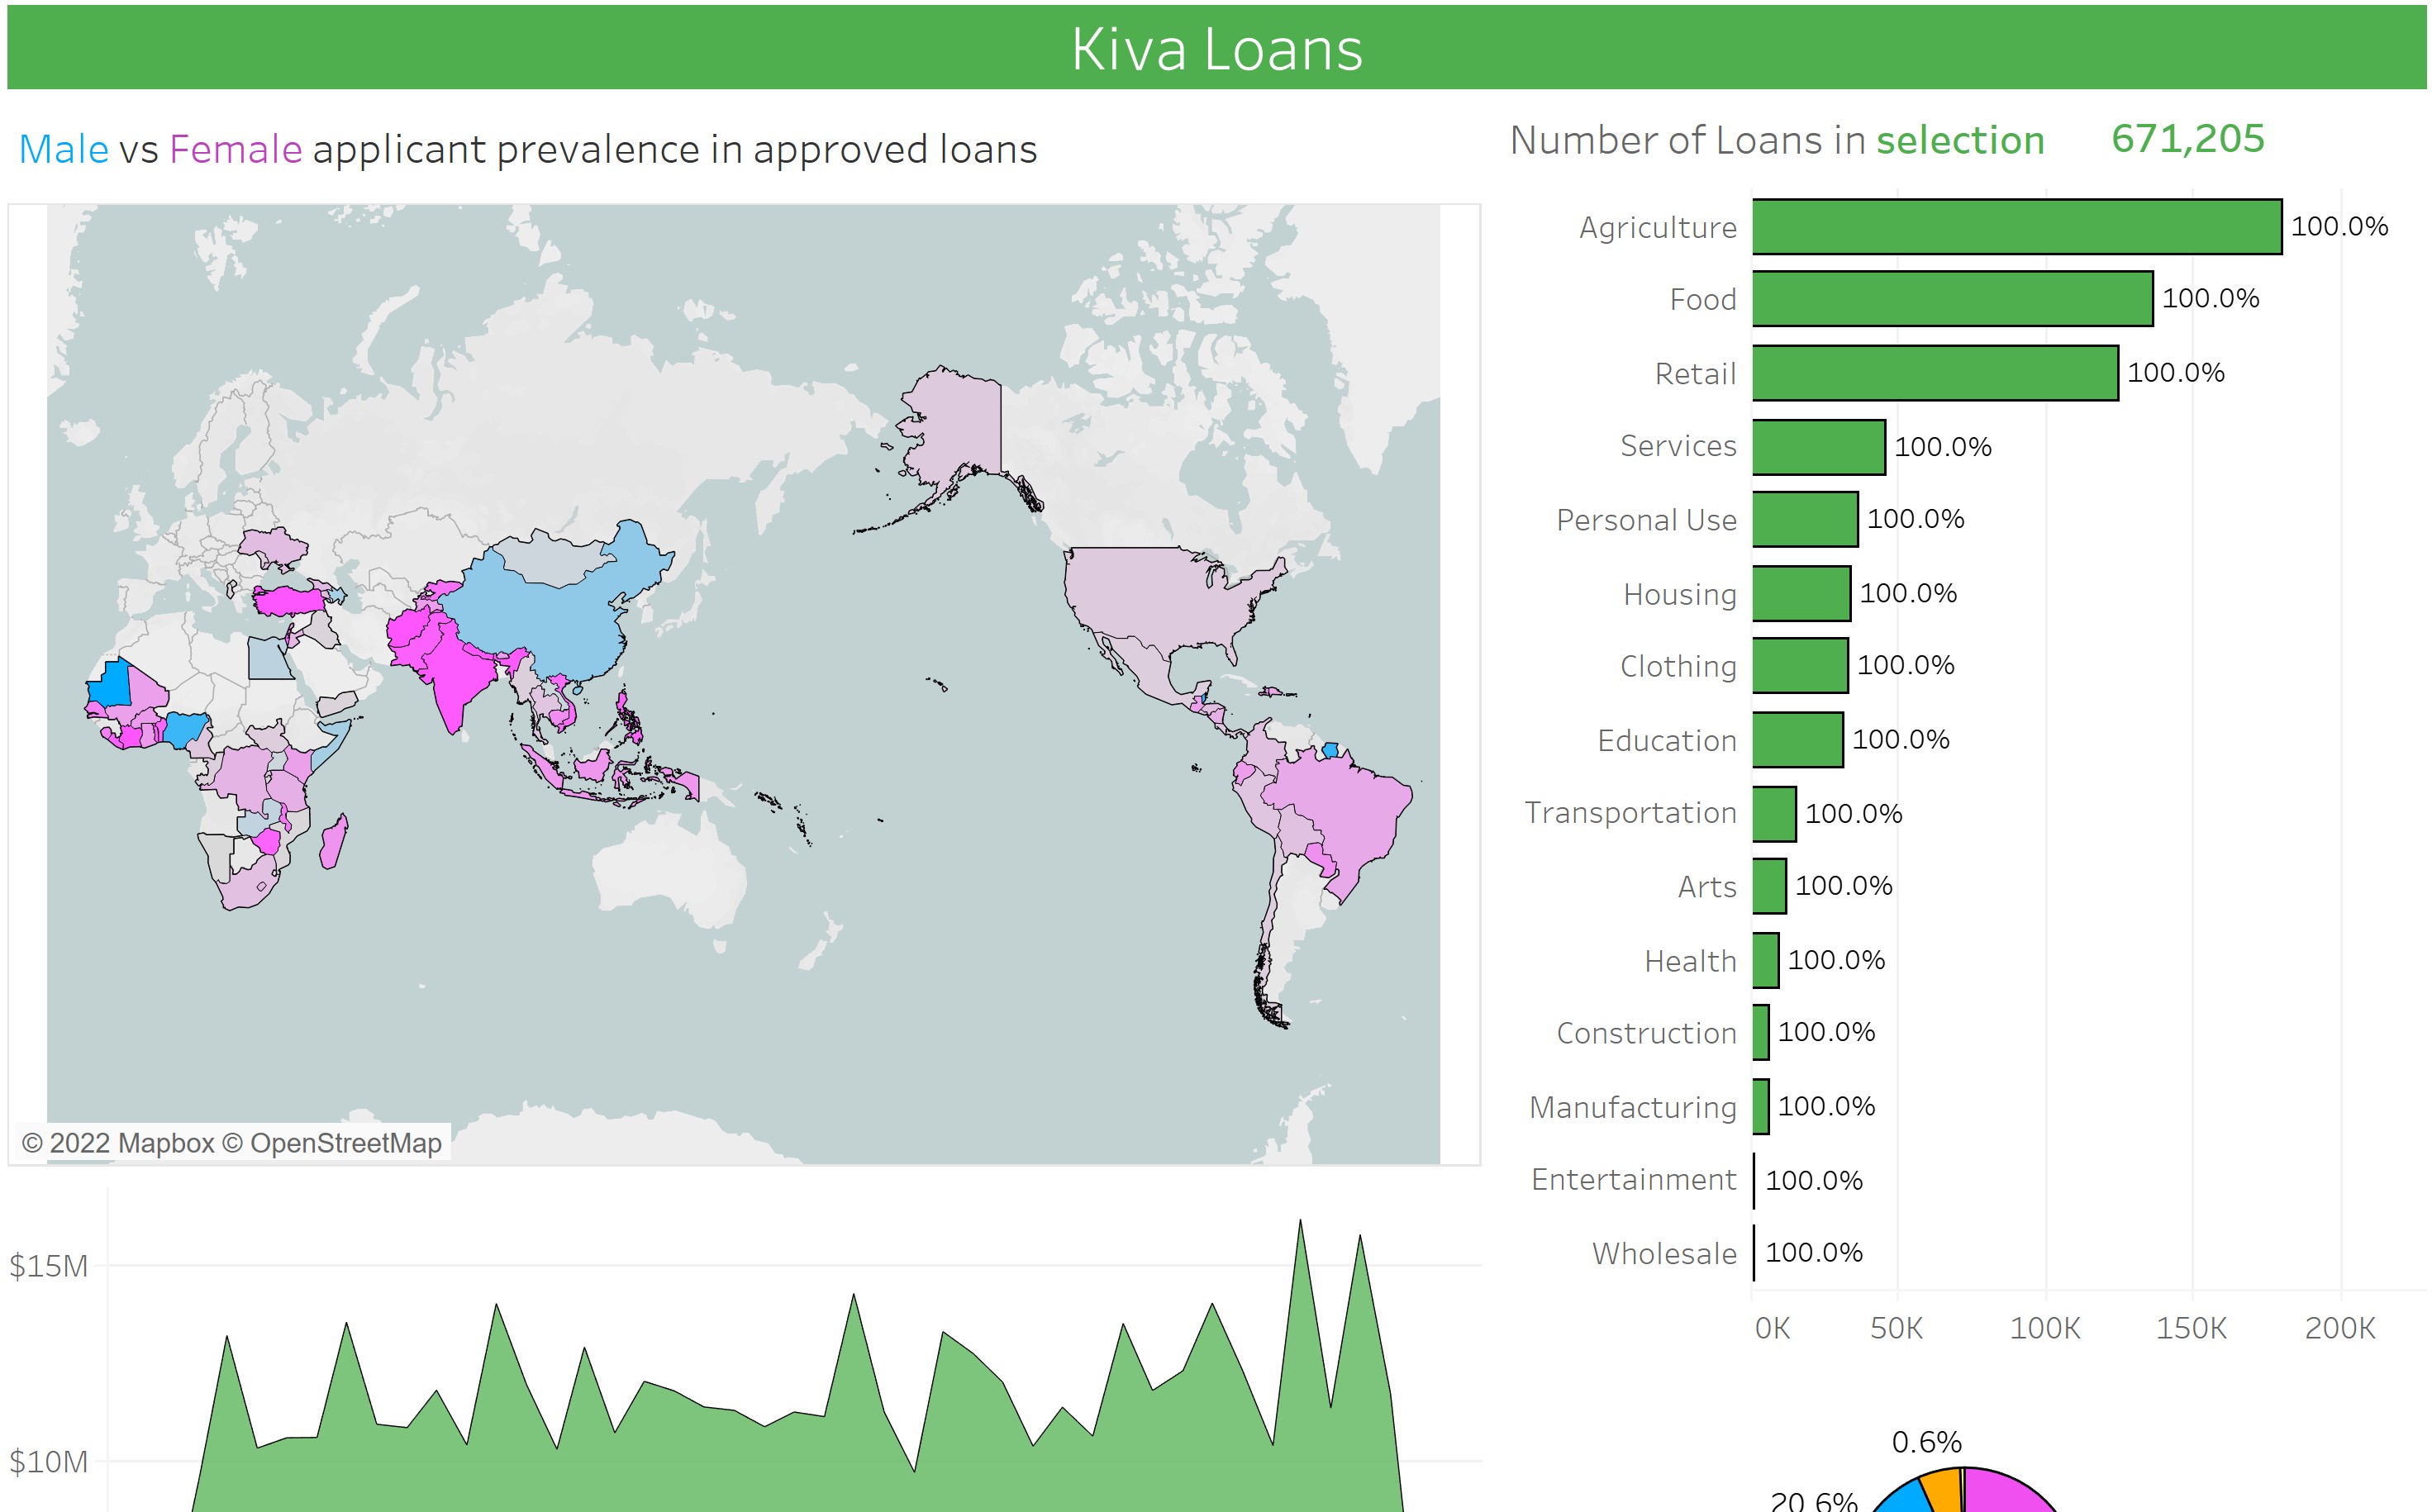 Kiva Loans
Male vs Female applicant prevalence in approved loans
Number of Loans in selection 671,205
Agriculture 100.0%
Food 100.0%
Retail 100.0%
Services 100.0%
Personal Use 100.0%
Housing 100.0%
Clothing 100.0%
Education 100.0%
Transportation 100.0%
Arts 100.0%
Health 100.0%
Construction 100.0%
Manufacturing 100.0%
Entertainment 100.0%
Wholesale 100.0%
0K 50K 100K 150K 200K
© 2022 Mapbox © OpenStreetMap
$15M
$10M
0.6%
20.6%